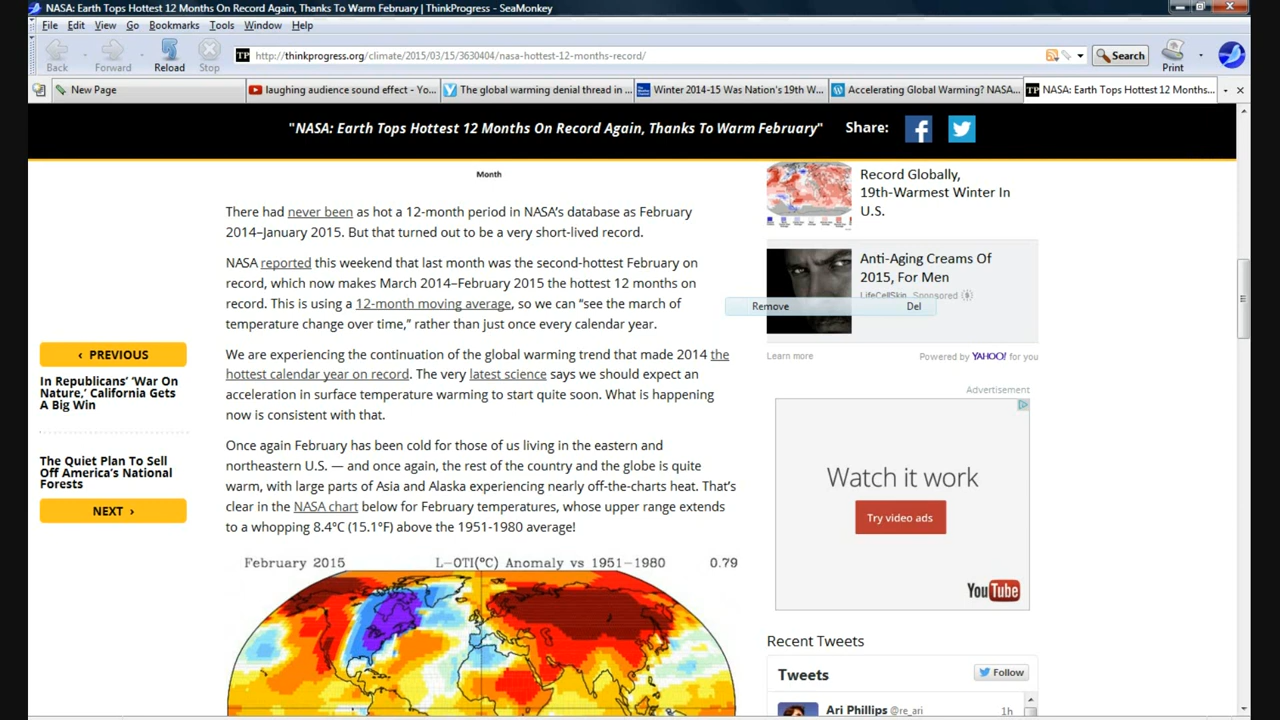 NASA: Earth Tops Hottest 12 Months On Record Again, Thanks To Warm February | ThinkProgress - SeaMonkey
File Edit View Go Bookmarks Tools Window Help
Back Forward Reload Stop
TP http://thinkprogress.org/climate/2015/03/15/3630404/nasa-hottest-12-months-record/
Search
Print
New Page
laughing audience sound effect - Yo...
The global warming denial thread in ...
Winter 2014-15 Was Nation's 19th W...
Accelerating Global Warming? NASA...
TP NASA: Earth Tops Hottest 12 Months...
"NASA: Earth Tops Hottest 12 Months On Record Again, Thanks To Warm February" Share:
Month
There had never been as hot a 12-month period in NASA's database as February
2014–January 2015. But that turned out to be a very short-lived record.
NASA reported this weekend that last month was the second-hottest February on
record, which now makes March 2014–February 2015 the hottest 12 months on
record. This is using a 12-month moving average, so we can "see the march of
temperature change over time," rather than just once every calendar year.
We are experiencing the continuation of the global warming trend that made 2014 the
hottest calendar year on record. The very latest science says we should expect an
acceleration in surface temperature warming to start quite soon. What is happening
now is consistent with that.
Once again February has been cold for those of us living in the eastern and
northeastern U.S. — and once again, the rest of the country and the globe is quite
warm, with large parts of Asia and Alaska experiencing nearly off-the-charts heat. That's
clear in the NASA chart below for February temperatures, whose upper range extends
to a whopping 8.4°C (15.1°F) above the 1951-1980 average!
February 2015 L-OTI(°C) Anomaly vs 1951-1980 0.79
‹ PREVIOUS
In Republicans' 'War On
Nature,' California Gets
A Big Win
The Quiet Plan To Sell
Off America's National
Forests
NEXT ›
Record Globally,
19th-Warmest Winter In
U.S.
Anti-Aging Creams Of
2015, For Men
LifeCellSkin Sponsored
Remove Del
Learn more
Powered by YAHOO! for you
Advertisement
Watch it work
Try video ads
YouTube
Recent Tweets
Tweets
Follow
Ari Phillips @re_ari 1h